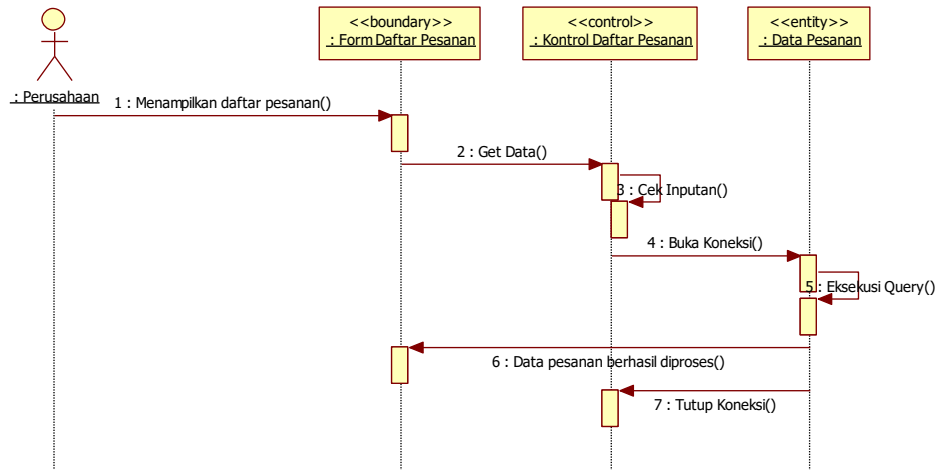 <<boundary>>
: Form Daftar Pesanan
<<control>>
: Kontrol Daftar Pesanan
<<entity>>
: Data Pesanan
: Perusahaan
1 : Menampilkan daftar pesanan()
2 : Get Data()
3 : Cek Inputan()
4 : Buka Koneksi()
5 : Eksekusi Query()
6 : Data pesanan berhasil diproses()
7 : Tutup Koneksi()